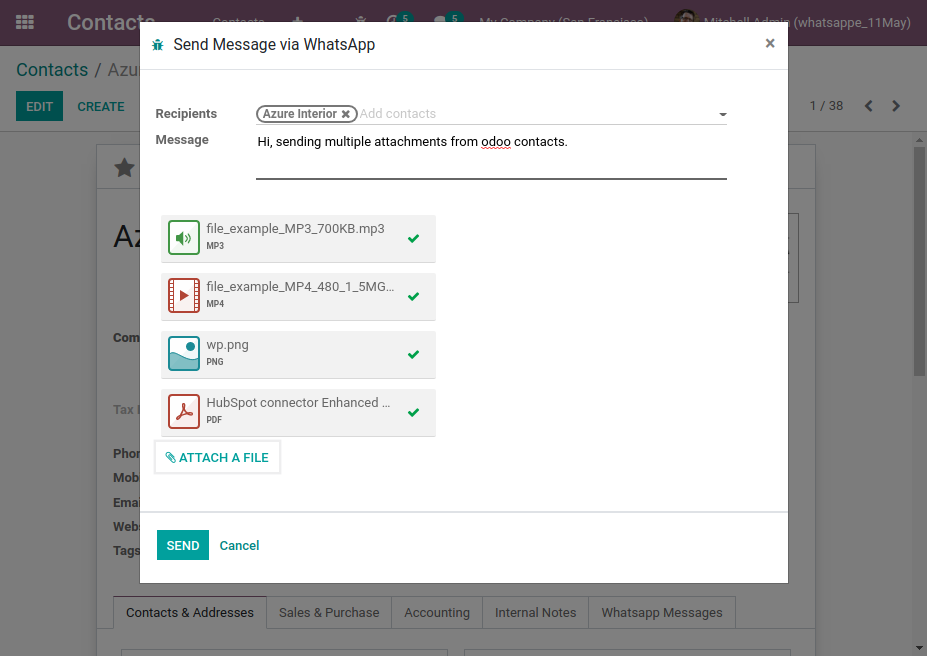 Contacts
Contacts
5
5
My Company (San Francisco)
Mitchell Admin (whatsappe_11May)
Contacts / Azu
EDIT
CREATE
1 / 38
Send Message via WhatsApp
×
Recipients
Azure Interior ×
Add contacts
Message
Hi, sending multiple attachments from odoo contacts.
file_example_MP3_700KB.mp3
MP3
file_example_MP4_480_1_5MG...
MP4
wp.png
PNG
HubSpot connector Enhanced ...
PDF
ATTACH A FILE
SEND
Cancel
Az
Com
Tax
Phon
Mob
Emai
Webs
Tags
Contacts & Addresses
Sales & Purchase
Accounting
Internal Notes
Whatsapp Messages